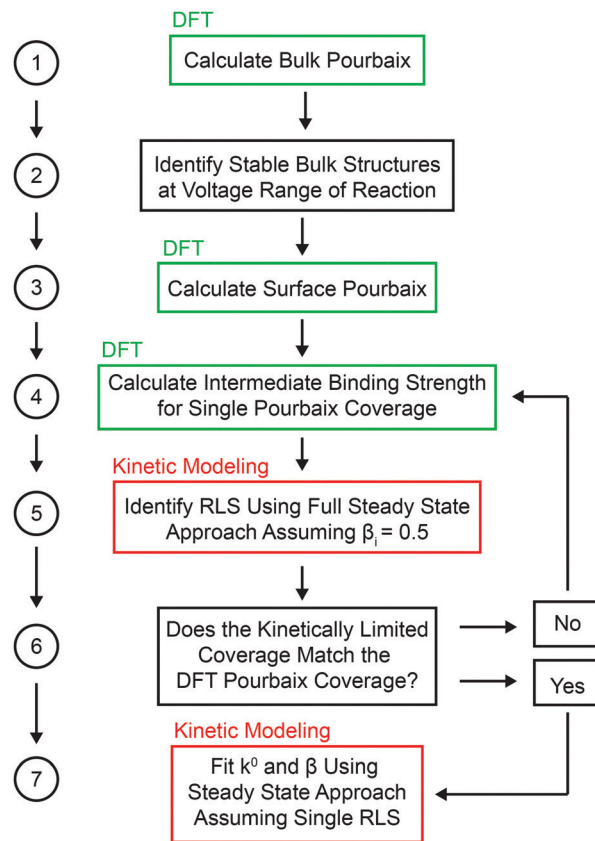 DFT
1
Calculate Bulk Pourbaix
2
Identify Stable Bulk Structures
at Voltage Range of Reaction
DFT
3
Calculate Surface Pourbaix
DFT
4
Calculate Intermediate Binding Strength
for Single Pourbaix Coverage
Kinetic Modeling
5
Identify RLS Using Full Steady State
Approach Assuming βᵢ = 0.5
6
Does the Kinetically Limited
Coverage Match the
DFT Pourbaix Coverage?
No
Yes
Kinetic Modeling
7
Fit k⁰ and β Using
Steady State Approach
Assuming Single RLS